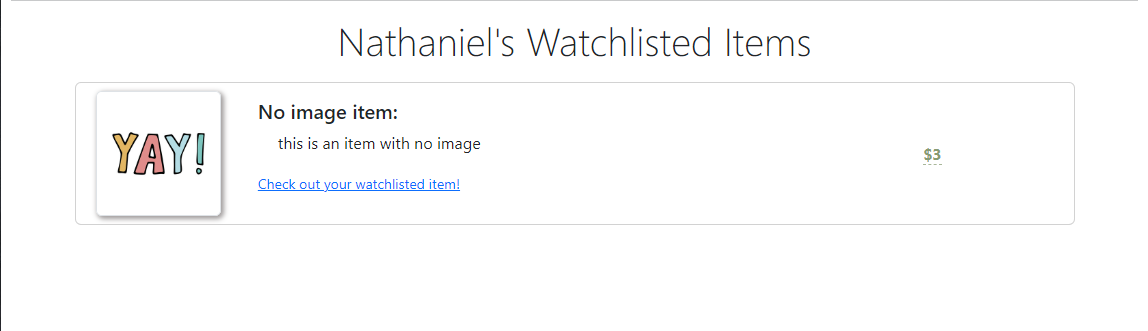 Nathaniel's Watchlisted Items
YAY!
No image item:
this is an item with no image
$3
Check out your watchlisted item!